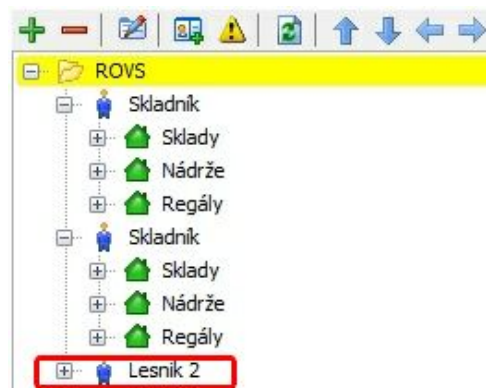 ROVS
Skladník
Sklady
Nádrže
Regály
Skladník
Sklady
Nádrže
Regály
Lesnik 2